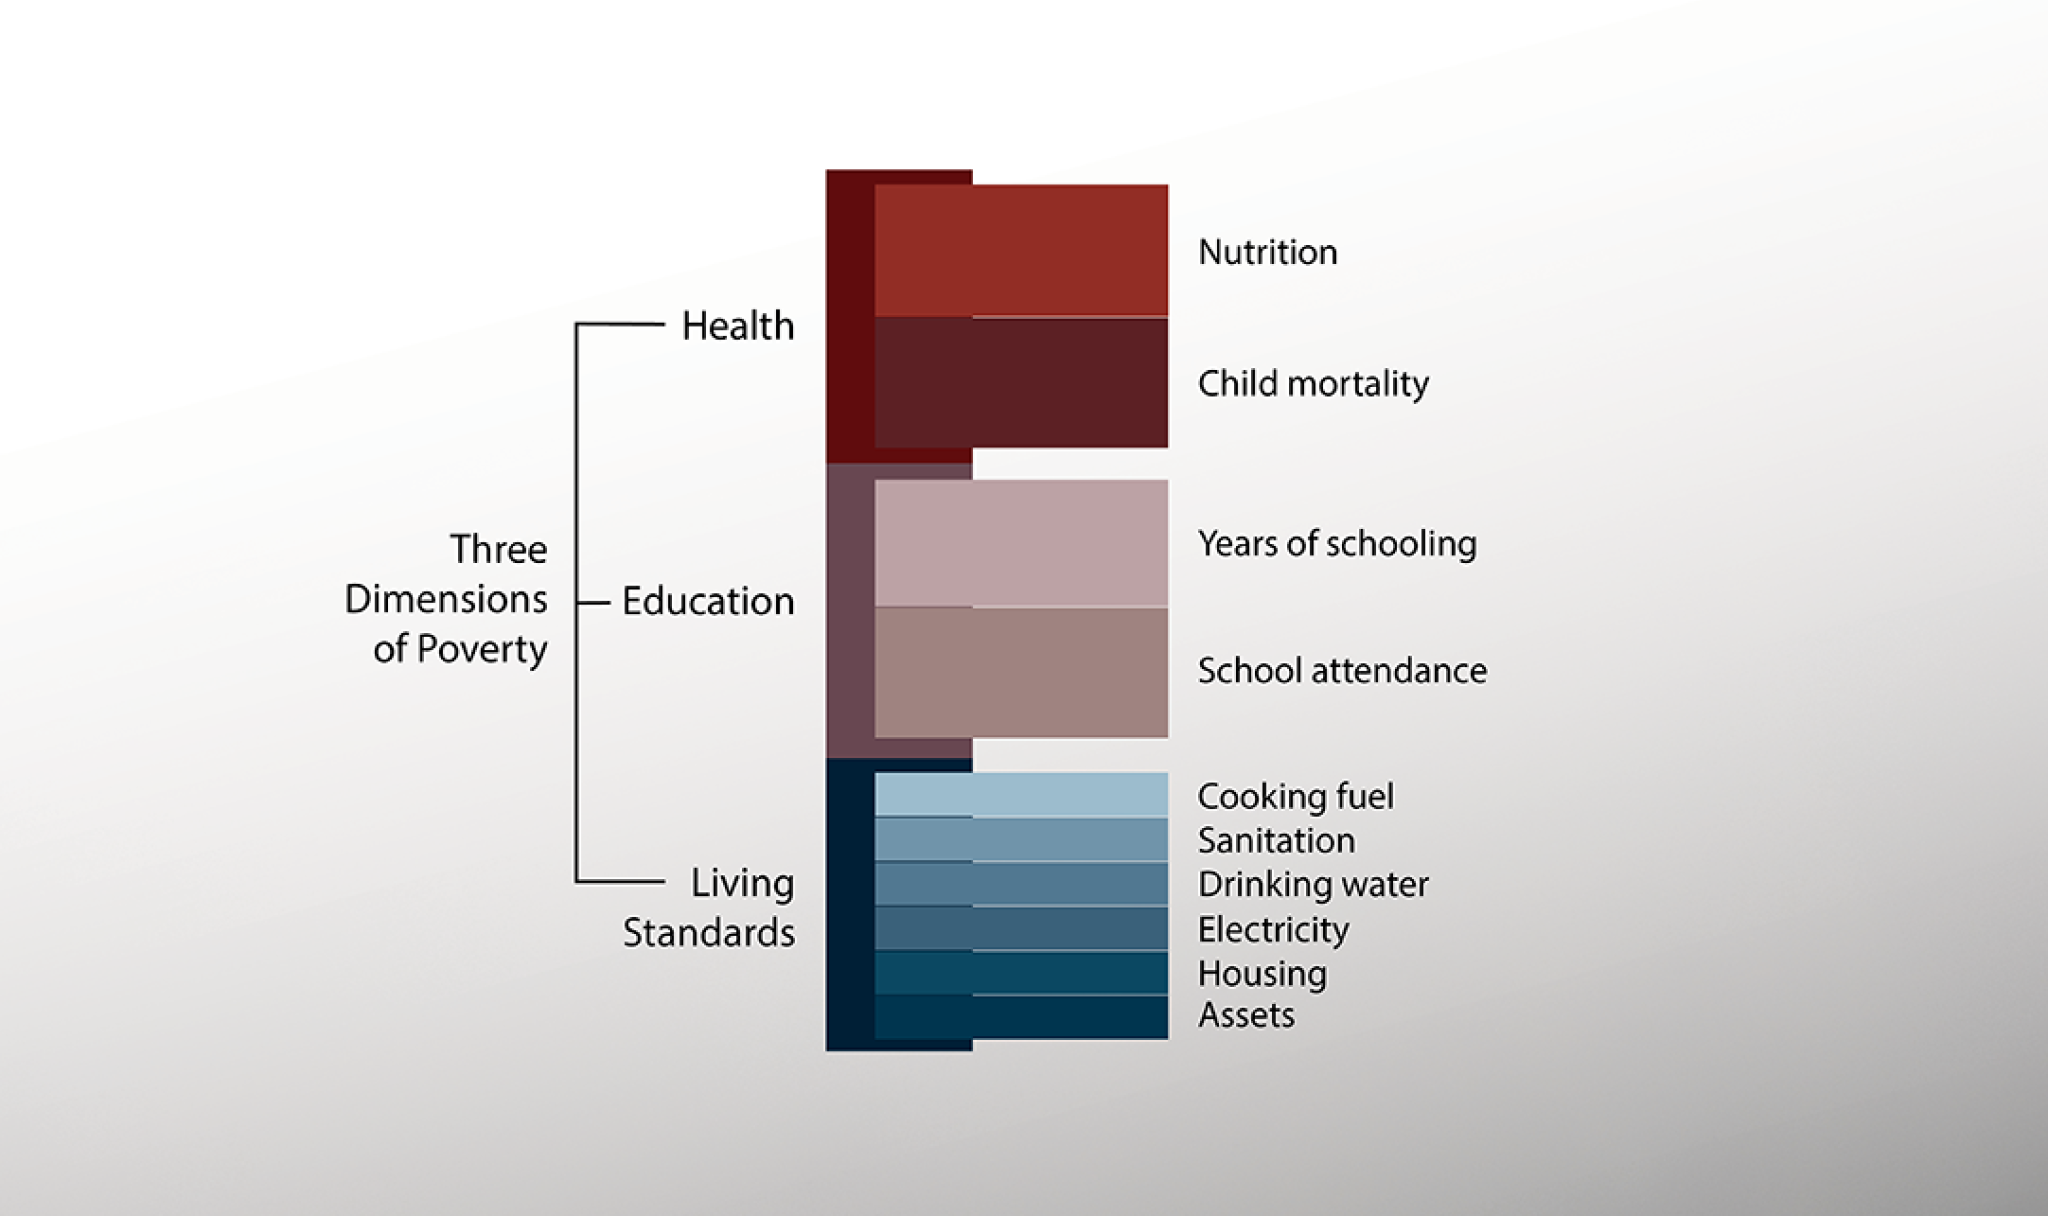 Three
Dimensions
of Poverty
Health
Education
Living
Standards
Nutrition
Child mortality
Years of schooling
School attendance
Cooking fuel
Sanitation
Drinking water
Electricity
Housing
Assets